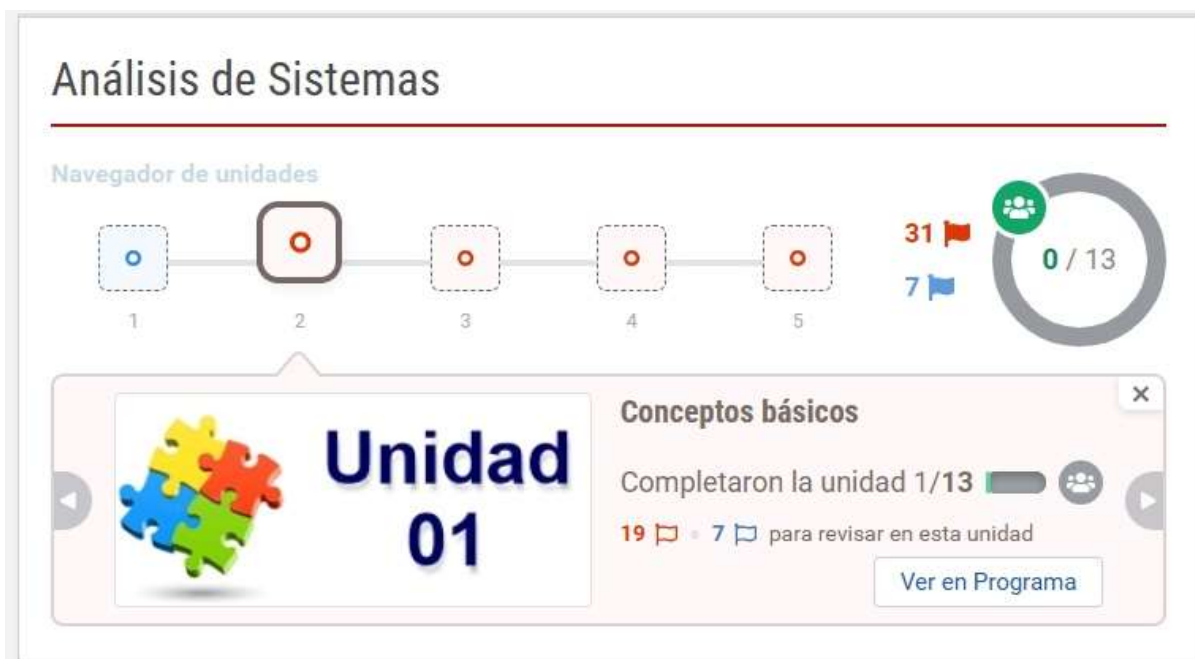 Análisis de Sistemas
Navegador de unidades
1 2 3 4 5
31
7
0 / 13
Unidad
01
Conceptos básicos
Completaron la unidad 1/13
19 • 7 para revisar en esta unidad
Ver en Programa